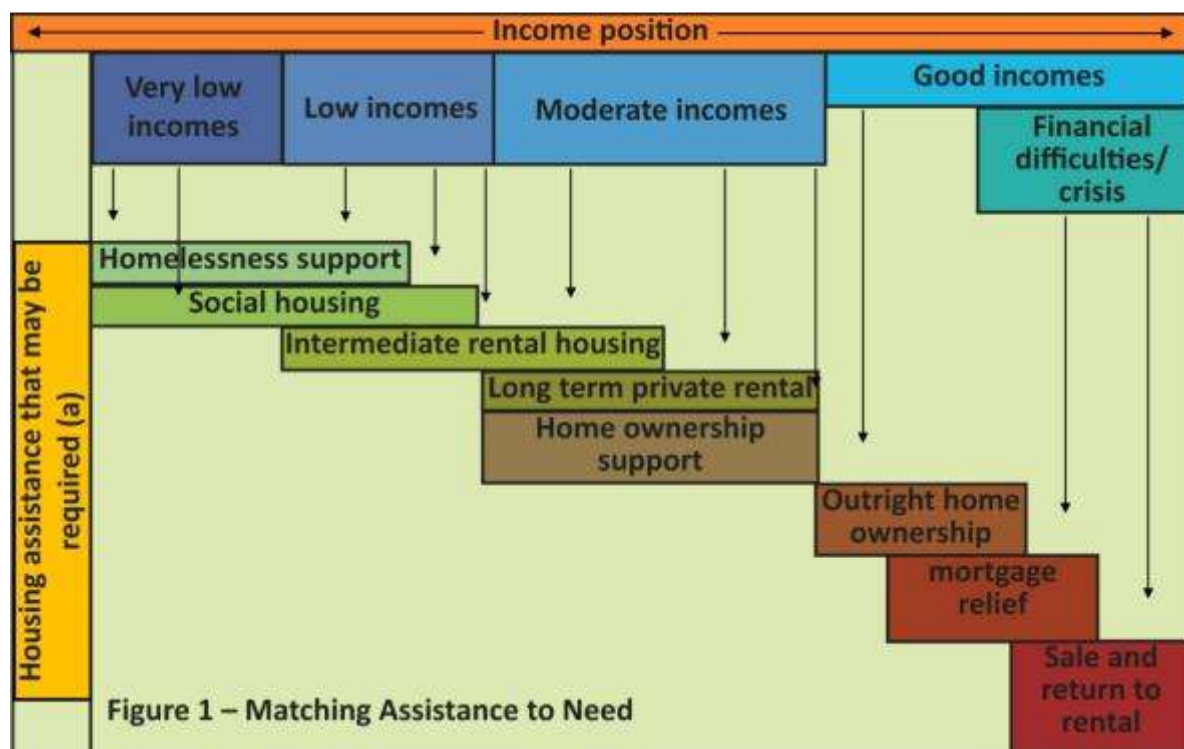 Income position
Very low
incomes
Low incomes
Moderate incomes
Good incomes
Financial
difficulties/
crisis
Housing assistance that may be
required (a)
Homelessness support
Social housing
Intermediate rental housing
Long term private rental
Home ownership
support
Outright home
ownership
mortgage
relief
Sale and
return to
rental
Figure 1 – Matching Assistance to Need